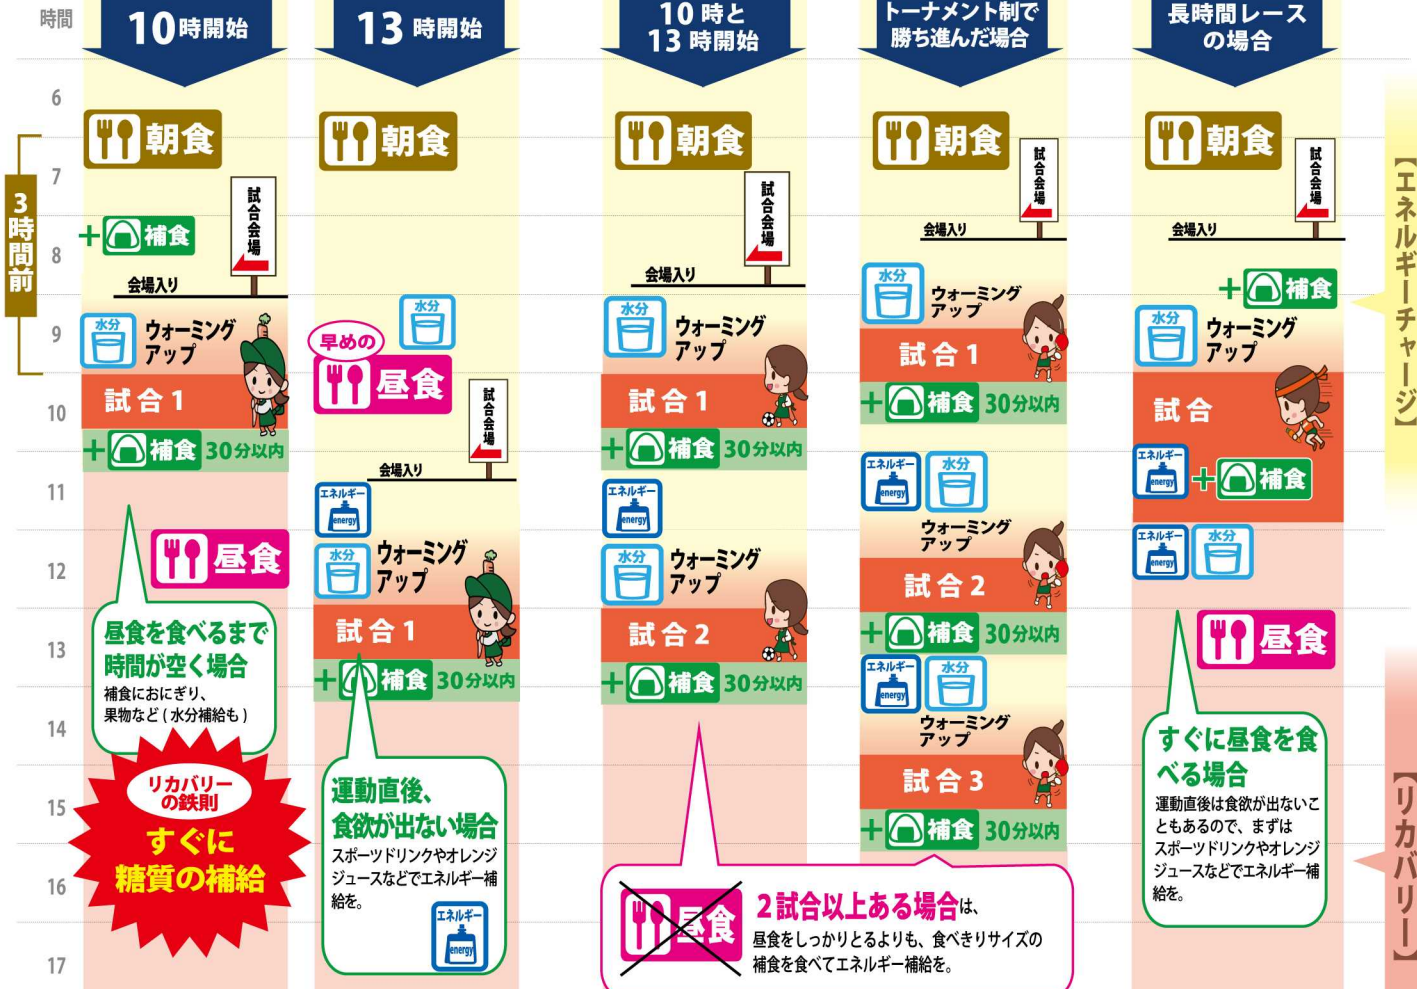 時間
10時開始
13時開始
10時と
13時開始
トーナメント制で
勝ち進んだ場合
長時間レース
の場合
6
7
8
9
10
11
12
13
14
15
16
17
3時間前
朝食
+補食
試合会場
会場入り
水分
ウォーミング
アップ
試合1
+補食 30分以内
昼食
昼食を食べるまで
時間が空く場合
補食におにぎり、
果物など(水分補給も)
リカバリー
の鉄則
すぐに
糖質の補給
朝食
水分
早めの
昼食
試合会場
会場入り
エネルギー
energy
水分
ウォーミング
アップ
試合1
+補食 30分以内
運動直後、
食欲が出ない場合
スポーツドリンクやオレンジ
ジュースなどでエネルギー補
給を。
エネルギー
energy
朝食
試合会場
会場入り
水分
ウォーミング
アップ
試合1
+補食 30分以内
エネルギー
energy
水分
ウォーミング
アップ
試合2
+補食 30分以内
朝食
試合会場
会場入り
水分
ウォーミング
アップ
試合1
+補食 30分以内
エネルギー
energy
水分
ウォーミング
アップ
試合2
+補食 30分以内
エネルギー
energy
水分
ウォーミング
アップ
試合3
+補食 30分以内
昼食
2試合以上ある場合は、
昼食をしっかりとるよりも、食べきりサイズの
補食を食べてエネルギー補給を。
朝食
試合会場
会場入り
+補食
水分
ウォーミング
アップ
試合
エネルギー
energy
+補食
エネルギー
energy
水分
昼食
すぐに昼食を食
べる場合
運動直後は食欲が出ないこ
ともあるので、まずは
スポーツドリンクやオレンジ
ジュースなどでエネルギー補
給を。
【エネルギーチャージ】
【リカバリー】